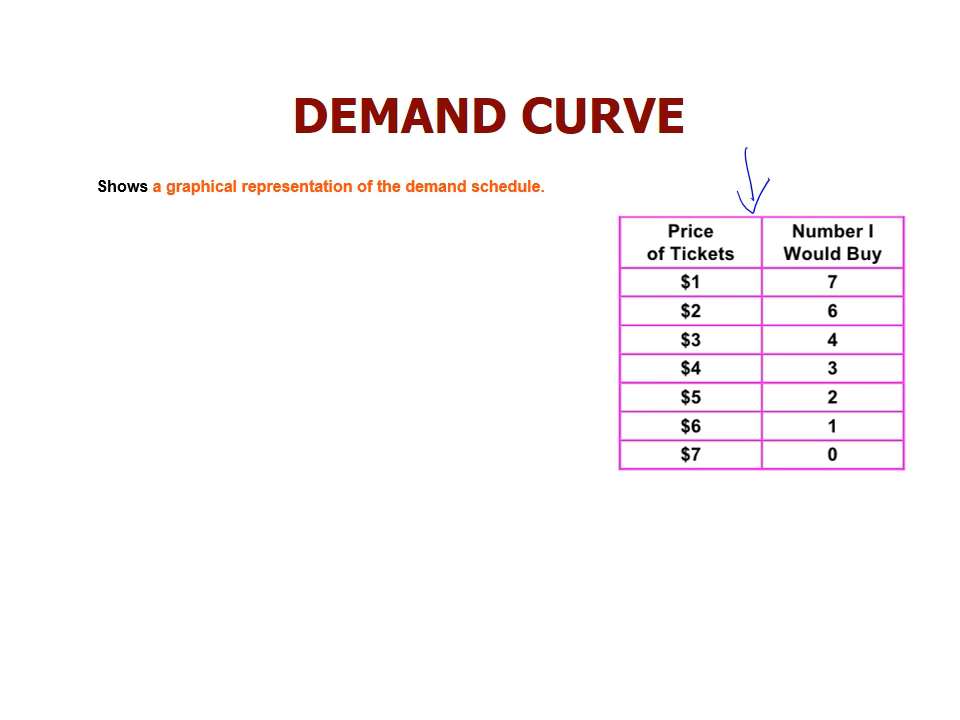 DEMAND CURVE
Shows a graphical representation of the demand schedule.
Price of Tickets Number I Would Buy
$1 7
$2 6
$3 4
$4 3
$5 2
$6 1
$7 0